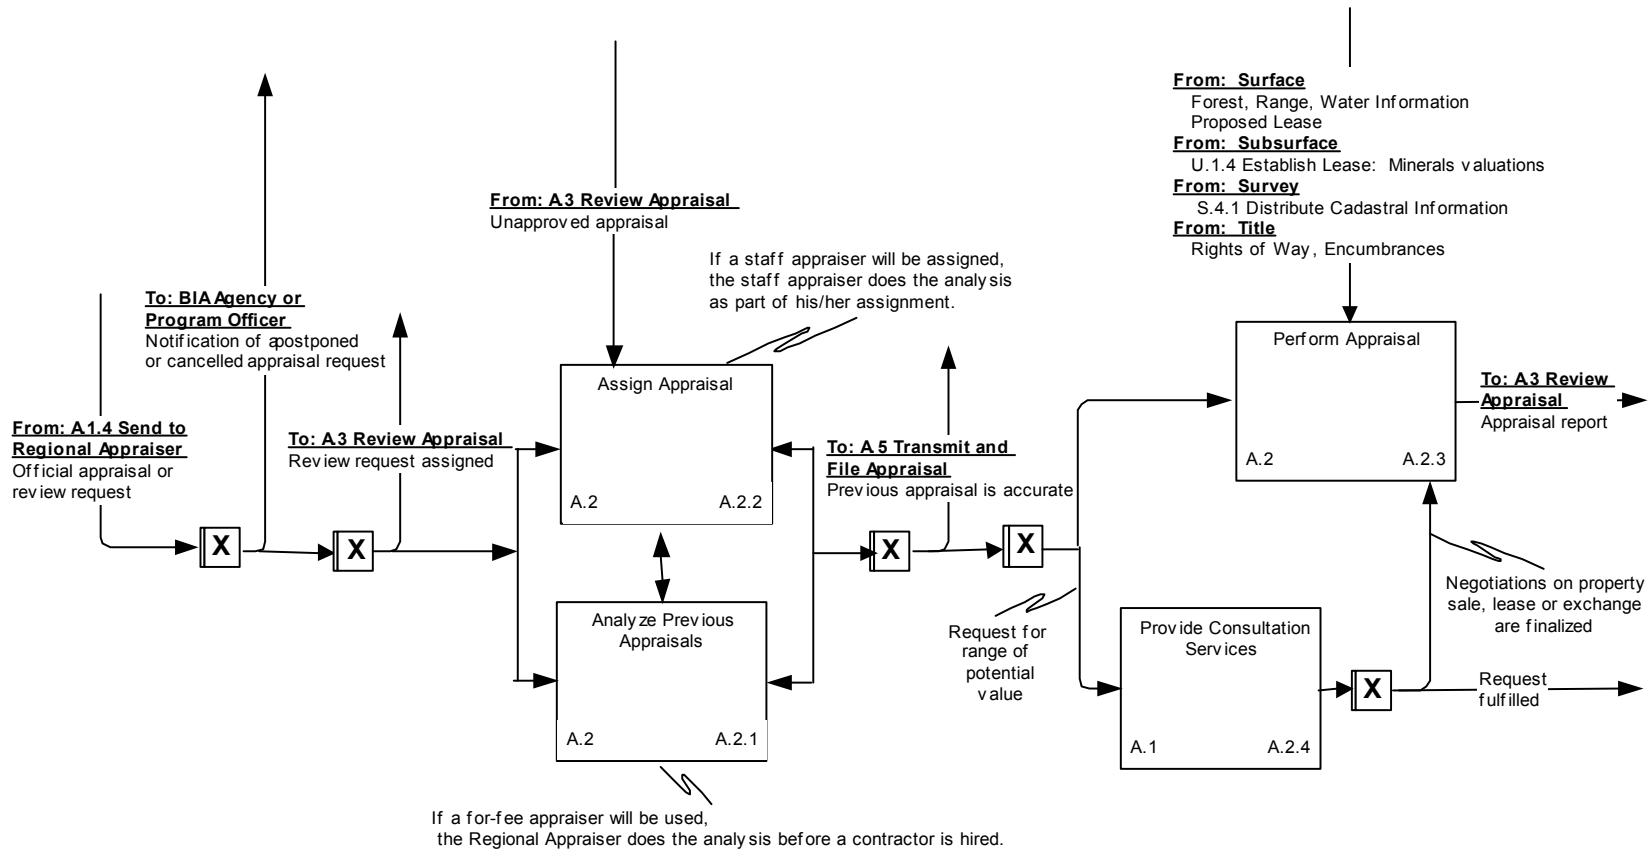 From: Surface
Forest, Range, Water Information
Proposed Lease
From: Subsurface
U.1.4 Establish Lease: Minerals valuations
From: Survey
S.4.1 Distribute Cadastral Information
From: Title
Rights of Way, Encumbrances
From: A.3 Review Appraisal
Unapproved appraisal
If a staff appraiser will be assigned,
the staff appraiser does the analysis
as part of his/her assignment.
To: BIA Agency or
Program Officer
Notification of apostponed
or cancelled appraisal request
From: A.1.4 Send to
Regional Appraiser
Official appraisal or
review request
To: A.3 Review Appraisal
Review request assigned
Assign Appraisal
A.2 A.2.2
To: A.5 Transmit and
File Appraisal
Previous appraisal is accurate
Perform Appraisal
A.2 A.2.3
To: A.3 Review
Appraisal
Appraisal report
X
X
X
X
Analyze Previous
Appraisals
A.2 A.2.1
Request for
range of
potential
value
Provide Consultation
Services
A.1 A.2.4
X
Negotiations on property
sale, lease or exchange
are finalized
Request
fulfilled
If a for-fee appraiser will be used,
the Regional Appraiser does the analysis before a contractor is hired.